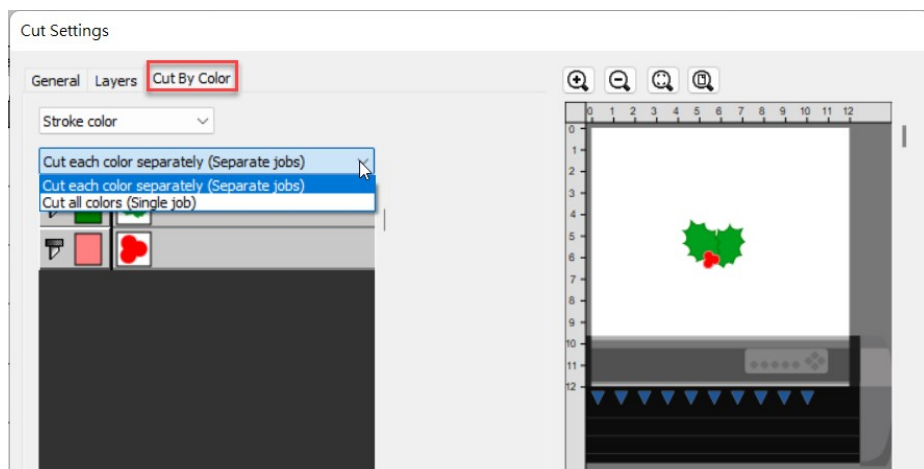 Cut Settings
General Layers Cut By Color
Stroke color
Cut each color separately (Separate jobs)
Cut each color separately (Separate jobs)
Cut all colors (Single job)
0 1 2 3 4 5 6 7 8 9 10 11 12
0
1
2
3
4
5
6
7
8
9
10
11
12